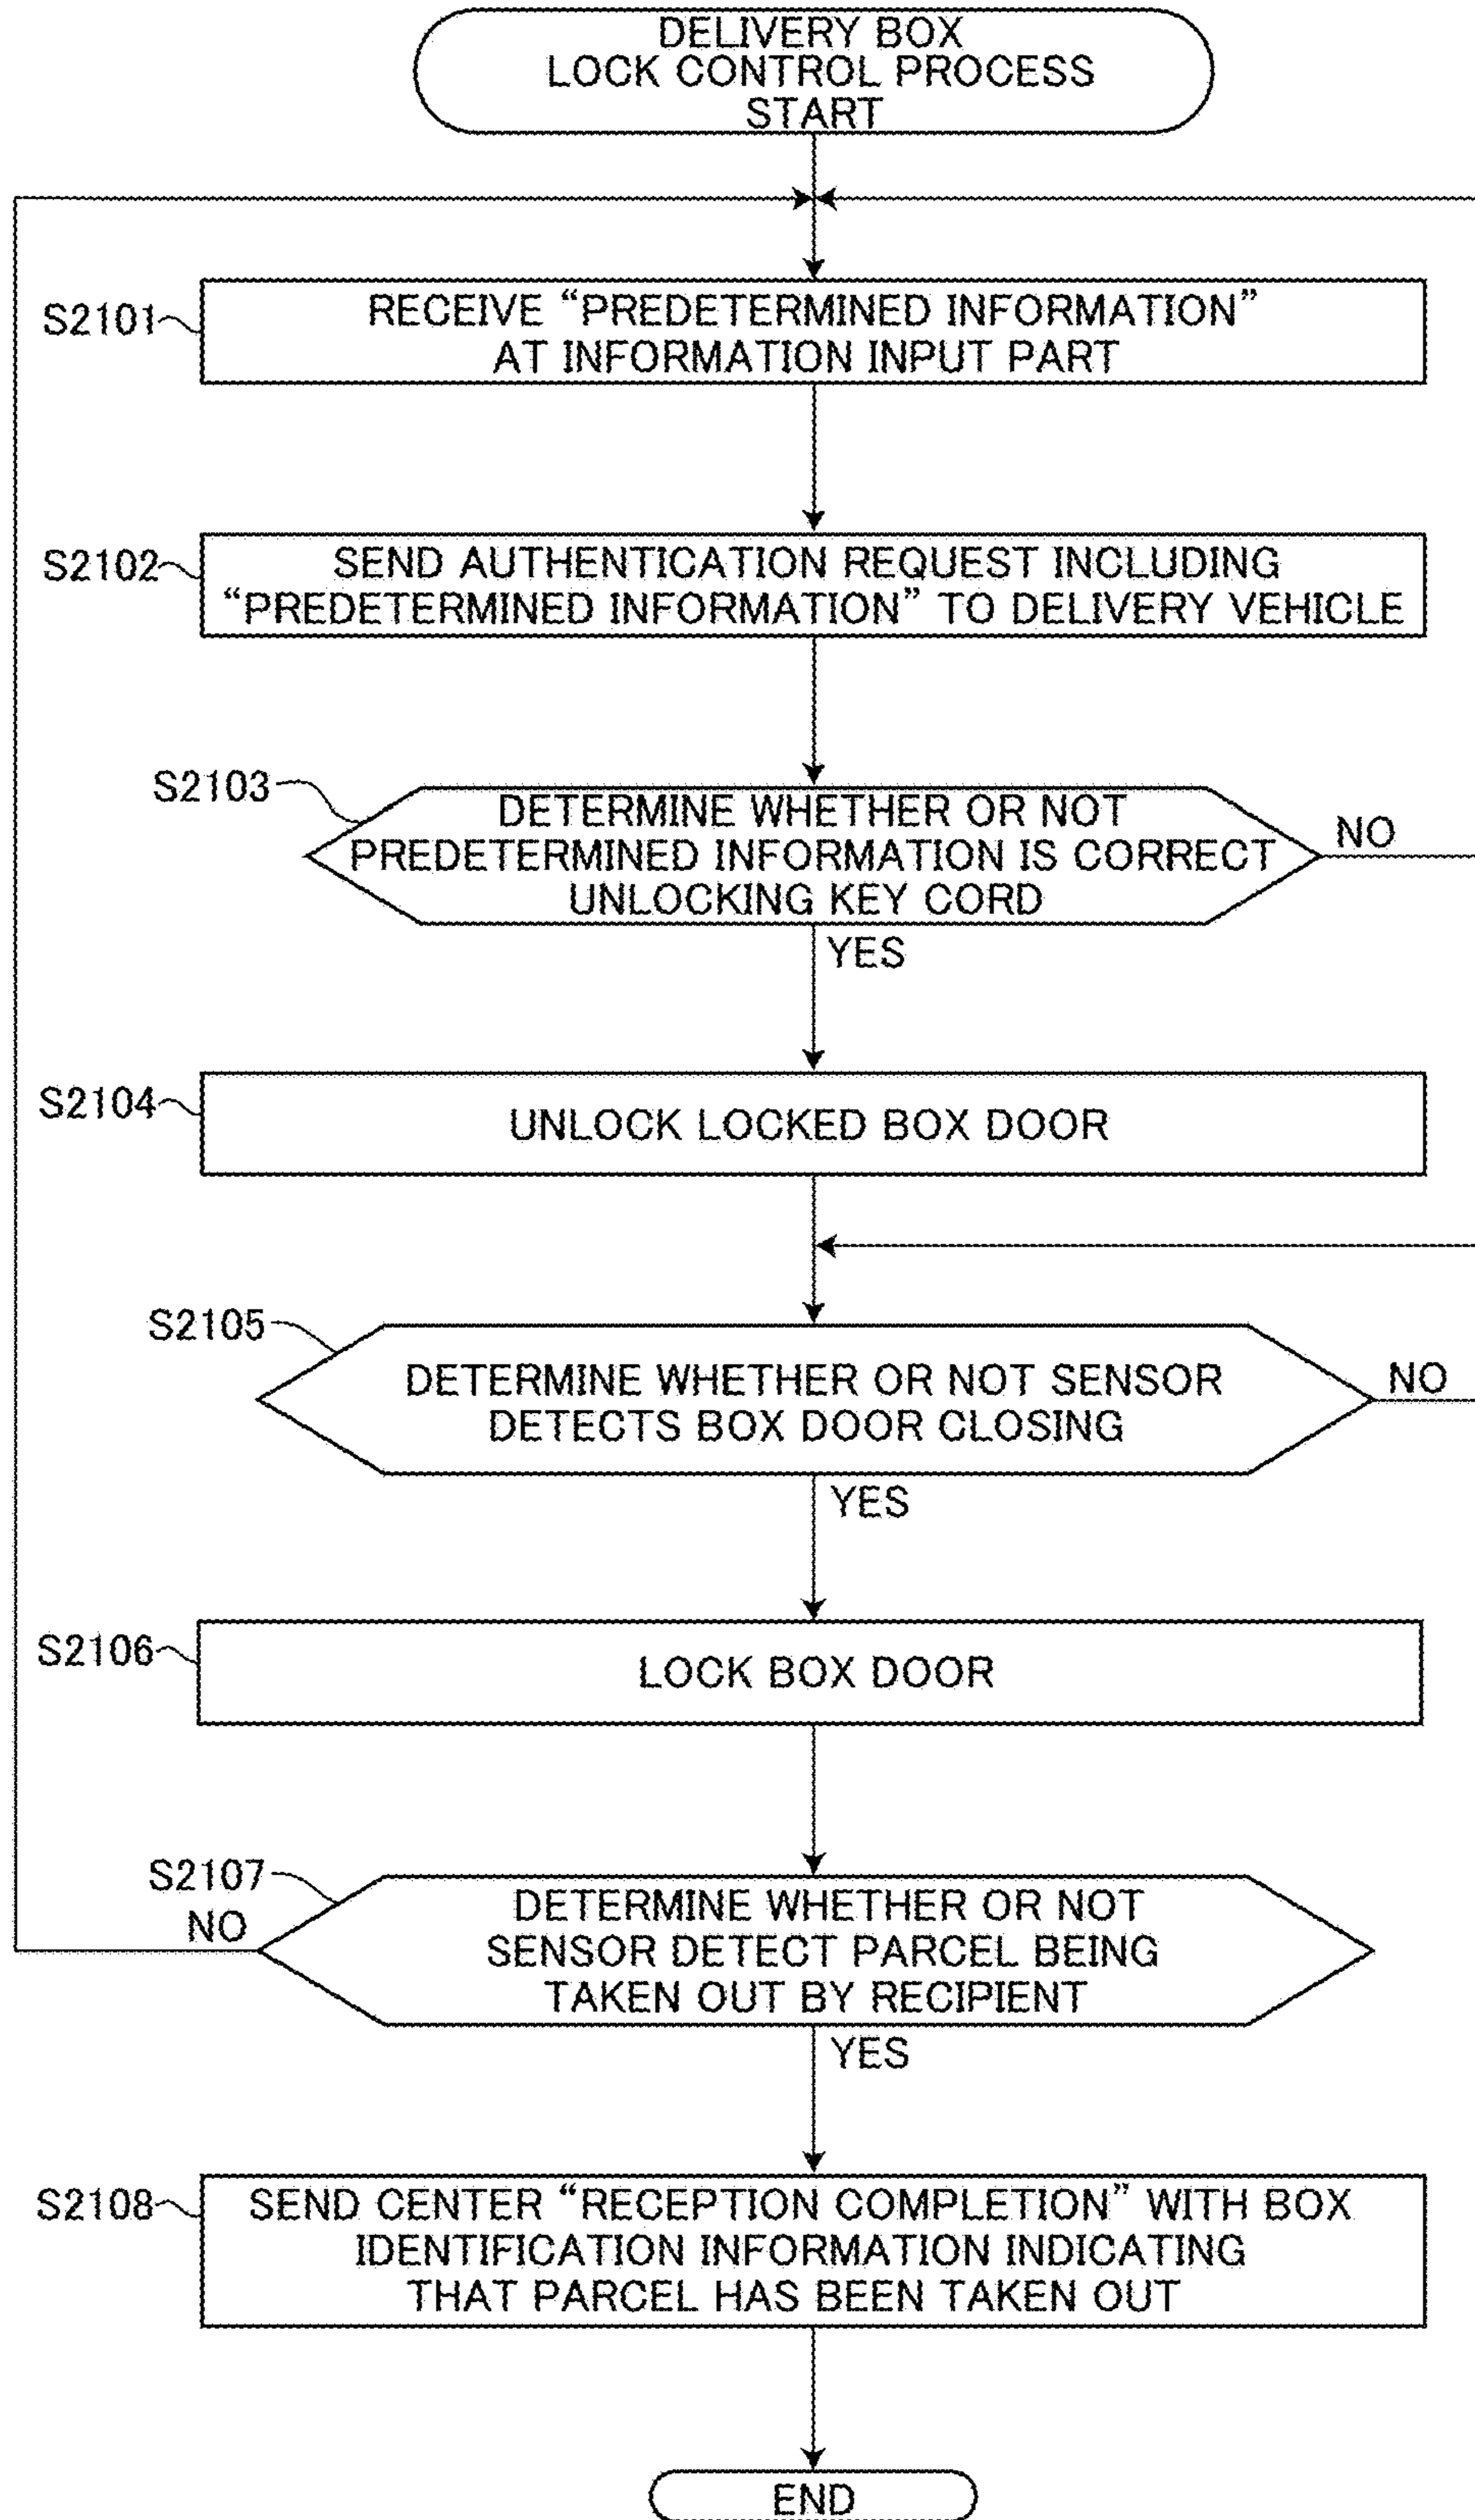 DELIVERY BOX
LOCK CONTROL PROCESS
START
S2101
RECEIVE “PREDETERMINED INFORMATION”
AT INFORMATION INPUT PART
S2102
SEND AUTHENTICATION REQUEST INCLUDING
“PREDETERMINED INFORMATION” TO DELIVERY VEHICLE
S2103
DETERMINE WHETHER OR NOT
PREDETERMINED INFORMATION IS CORRECT
UNLOCKING KEY CORD
NO
YES
S2104
UNLOCK LOCKED BOX DOOR
S2105
DETERMINE WHETHER OR NOT SENSOR
DETECTS BOX DOOR CLOSING
NO
YES
S2106
LOCK BOX DOOR
S2107
NO
DETERMINE WHETHER OR NOT
SENSOR DETECT PARCEL BEING
TAKEN OUT BY RECIPIENT
YES
S2108
SEND CENTER “RECEPTION COMPLETION” WITH BOX
IDENTIFICATION INFORMATION INDICATING
THAT PARCEL HAS BEEN TAKEN OUT
END